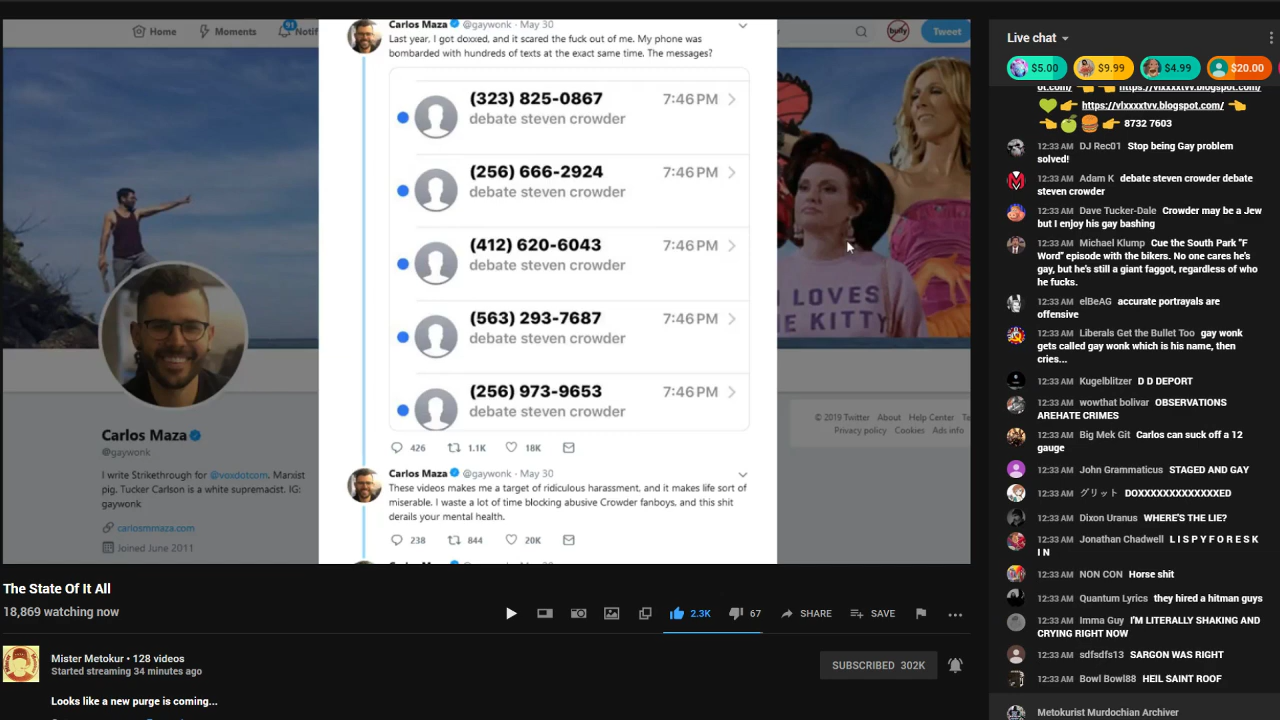 Home
Moments
91
Notif
bully
Tweet
Carlos Maza @gaywonk · May 30
Last year, I got doxxed, and it scared the fuck out of me. My phone was
bombarded with hundreds of texts at the exact same time. The messages?
(323) 825-0867 7:46 PM
debate steven crowder
(256) 666-2924 7:46 PM
debate steven crowder
(412) 620-6043 7:46 PM
debate steven crowder
(563) 293-7687 7:46 PM
debate steven crowder
(256) 973-9653 7:46 PM
debate steven crowder
426 1.1K 18K
Carlos Maza @gaywonk · May 30
These videos makes me a target of ridiculous harassment, and it makes life sort of
miserable. I waste a lot of time blocking abusive Crowder fanboys, and this shit
derails your mental health.
238 844 20K
Carlos Maza
@gaywonk
I write Strikethrough for @voxdotcom. Marxist
pig. Tucker Carlson is a white supremacist. IG:
gaywonk
carlosmmaza.com
Joined June 2011
LOVES
KITTY
© 2019 Twitter About Help Center Te
Privacy policy Cookies Ads info
The State Of It All
18,869 watching now
2.3K 67 SHARE SAVE
Mister Metokur • 128 videos
Started streaming 34 minutes ago
SUBSCRIBED 302K
Looks like a new purge is coming...
Live chat
$5.00 $9.99 $4.99 $20.00
ot.com/ https://vlxxxxtvv.blogspot.com/
https://vlxxxxtvv.blogspot.com/
8732 7603
12:33 AM DJ Rec01 Stop being Gay problem
solved!
12:33 AM Adam K debate steven crowder debate
steven crowder
12:33 AM Dave Tucker-Dale Crowder may be a Jew
but I enjoy his gay bashing
12:33 AM Michael Klump Cue the South Park "F
Word" episode with the bikers. No one cares he's
gay, but he's still a giant faggot, regardless of who
he fucks.
12:33 AM elBeAG accurate portrayals are
offensive
12:33 AM Liberals Get the Bullet Too gay wonk
gets called gay wonk which is his name, then
cries...
12:33 AM Kugelblitzer D D DEPORT
12:33 AM wowthat bolivar OBSERVATIONS
AREHATE CRIMES
12:33 AM Big Mek Git Carlos can suck off a 12
gauge
12:33 AM John Grammaticus STAGED AND GAY
12:33 AM グリット DOXXXXXXXXXXXXXED
12:33 AM Dixon Uranus WHERE'S THE LIE?
12:33 AM Jonathan Chadwell L I S P Y F O R E S K
I N
12:33 AM NON CON Horse shit
12:33 AM Quantum Lyrics they hired a hitman guys
12:33 AM Imma Guy I'M LITERALLY SHAKING AND
CRYING RIGHT NOW
12:33 AM sdfsdfs13 SARGON WAS RIGHT
12:33 AM Bowl Bowl88 HEIL SAINT ROOF
Metokurist Murdochian Archiver